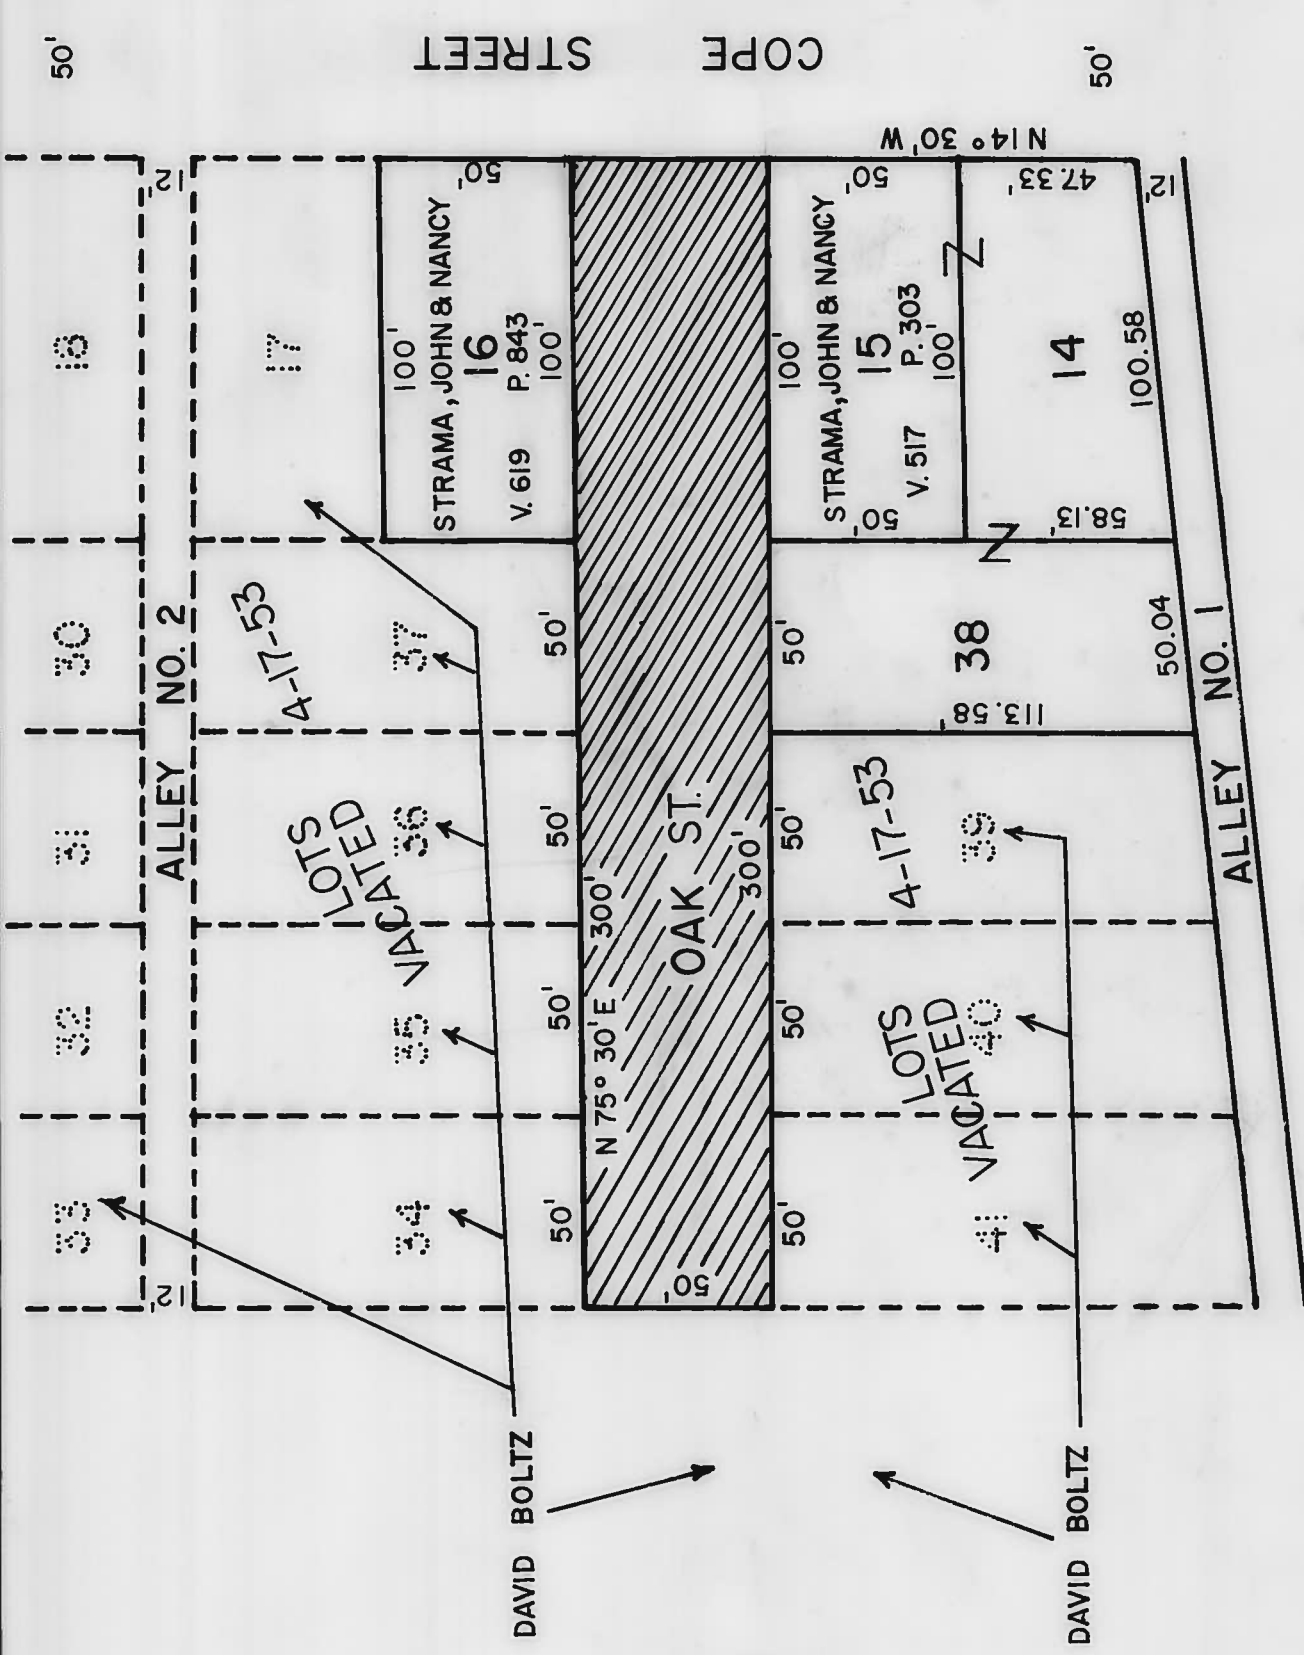 50'
COPE STREET
50'
18
30
31
32
33
12'
ALLEY NO. 2
12'
17
4-17-53
37
36
35
34
LOTS
VACATED
50'
100'
STRAMA, JOHN & NANCY
16
V. 619 P. 843
100'
50'
50'
50'
50'
N 75° 30' E 300'
OAK ST.
300'
50'
N 14° 30' W
50'
100'
STRAMA, JOHN & NANCY
15
V. 517 P. 303
100'
50'
50'
50'
50'
50'
47.33'
14
58.13'
100.58
12'
38
113.58'
50.04
4-17-53
39
40
41
LOTS
VACATED
ALLEY NO. 1
DAVID BOLTZ
DAVID BOLTZ